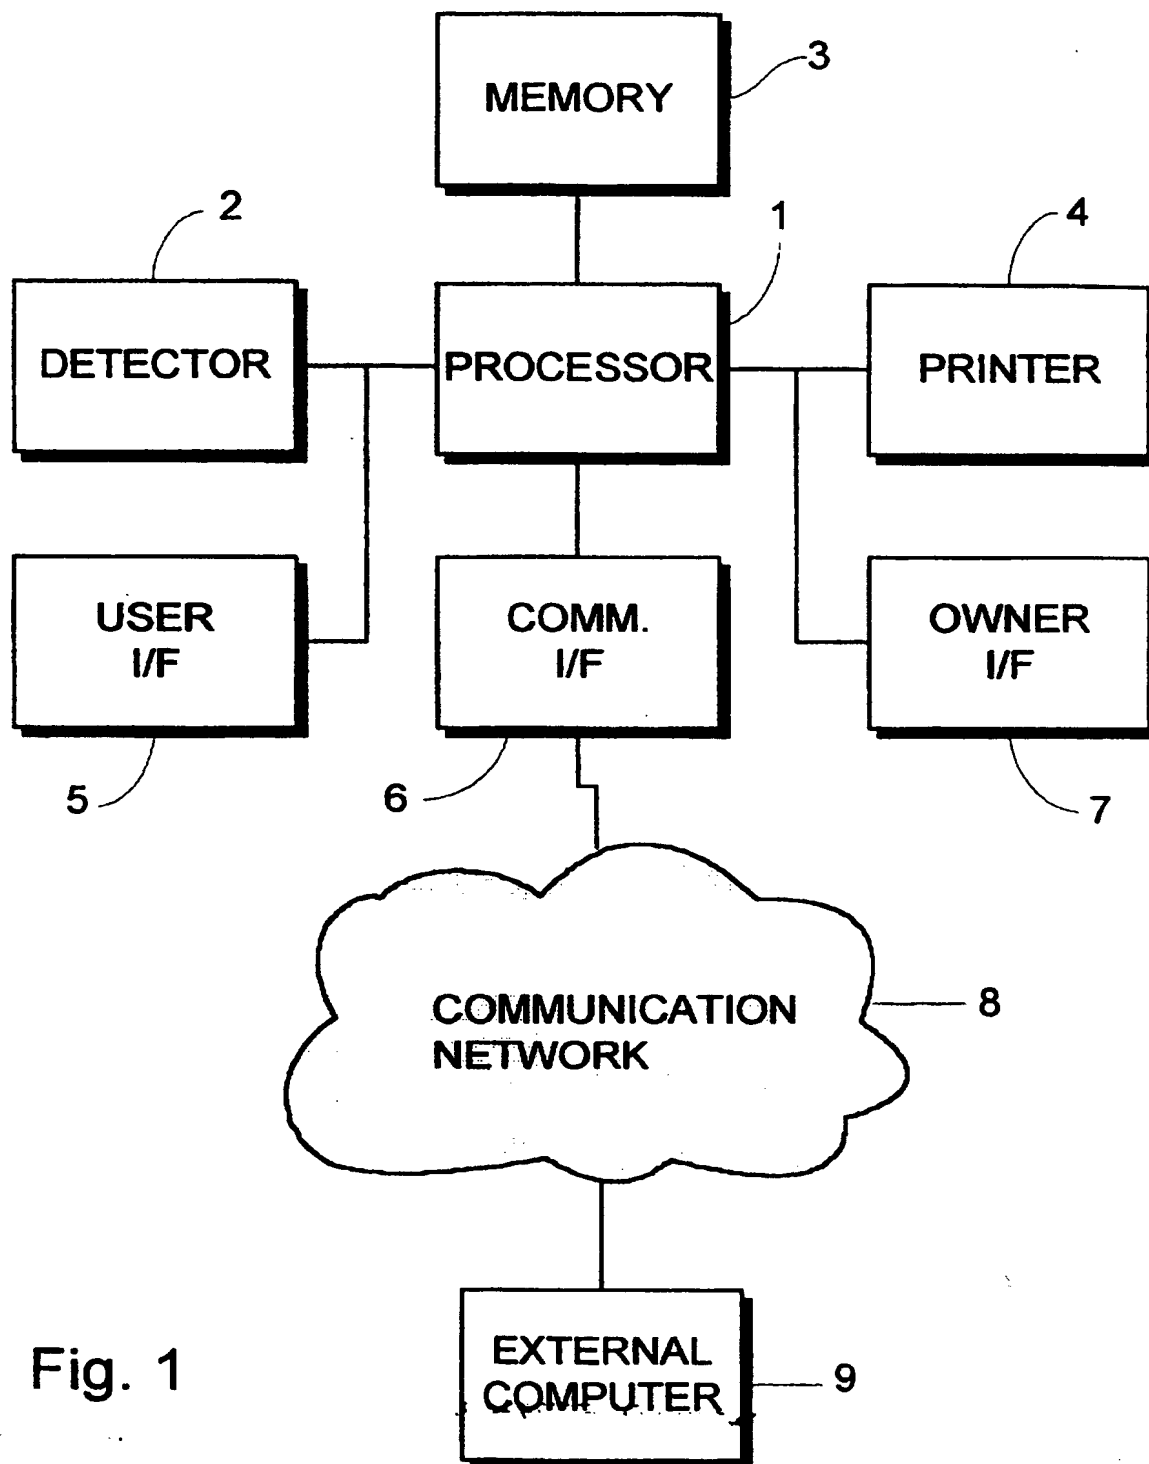 MEMORY
3
2
1
4
DETECTOR
PROCESSOR
PRINTER
USER
I/F
COMM.
I/F
OWNER
I/F
5
6
7
COMMUNICATION
NETWORK
8
EXTERNAL
COMPUTER
9
Fig. 1